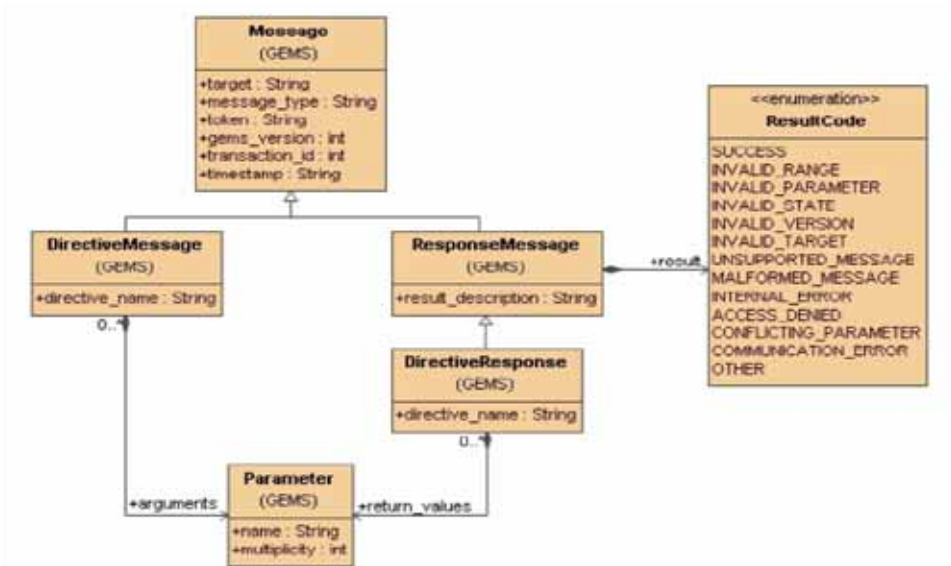 Message
(GEMS)
+target : String
+message_type : String
+token : String
+gems_version : int
+transaction_id : int
+timestamp : String
<<enumeration>>
ResultCode
SUCCESS
INVALID_RANGE
INVALID_PARAMETER
INVALID_STATE
INVALID_VERSION
INVALID_TARGET
UNSUPPORTED_MESSAGE
MALFORMED_MESSAGE
INTERNAL_ERROR
ACCESS_DENIED
CONFLICTING_PARAMETER
COMMUNICATION_ERROR
OTHER
DirectiveMessage
(GEMS)
+directive_name : String
0..*
ResponseMessage
(GEMS)
+result_description : String
+result
DirectiveResponse
(GEMS)
+directive_name : String
0..*
+arguments
Parameter
(GEMS)
+name : String
+multiplicity : int
+return_values